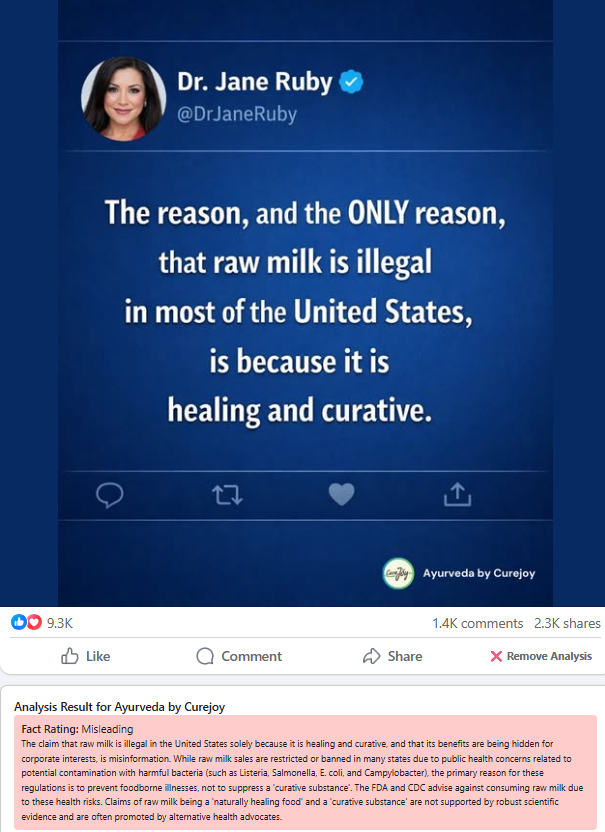 Dr. Jane Ruby
@DrJaneRuby
The reason, and the ONLY reason,
that raw milk is illegal
in most of the United States,
is because it is
healing and curative.
CureJoy
Ayurveda by Curejoy
9.3K
1.4K comments 2.3K shares
Like Comment Share Remove Analysis
Analysis Result for Ayurveda by Curejoy
Fact Rating: Misleading
The claim that raw milk is illegal in the United States solely because it is healing and curative, and that its benefits are being hidden for
corporate interests, is misinformation. While raw milk sales are restricted or banned in many states due to public health concerns related to
potential contamination with harmful bacteria (such as Listeria, Salmonella, E. coli, and Campylobacter), the primary reason for these
regulations is to prevent foodborne illnesses, not to suppress a 'curative substance'. The FDA and CDC advise against consuming raw milk due
to these health risks. Claims of raw milk being a 'naturally healing food' and a 'curative substance' are not supported by robust scientific
evidence and are often promoted by alternative health advocates.